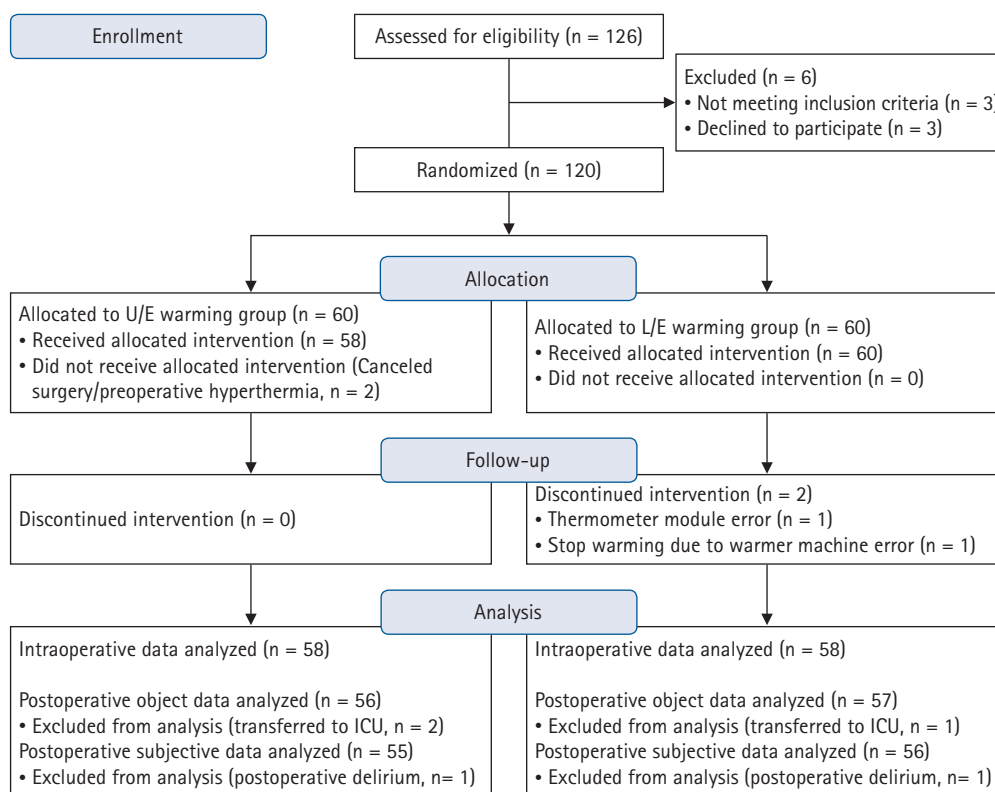 Enrollment
Assessed for eligibility (n = 126)
Excluded (n = 6)
• Not meeting inclusion criteria (n = 3)
• Declined to participate (n = 3)
Randomized (n = 120)
Allocation
Allocated to U/E warming group (n = 60)
• Received allocated intervention (n = 58)
• Did not receive allocated intervention (Canceled
surgery/preoperative hyperthermia, n = 2)
Allocated to L/E warming group (n = 60)
• Received allocated intervention (n = 60)
• Did not receive allocated intervention (n = 0)
Follow-up
Discontinued intervention (n = 0)
Discontinued intervention (n = 2)
• Thermometer module error (n = 1)
• Stop warming due to warmer machine error (n = 1)
Analysis
Intraoperative data analyzed (n = 58)
Postoperative object data analyzed (n = 56)
• Excluded from analysis (transferred to ICU, n = 2)
Postoperative subjective data analyzed (n = 55)
• Excluded from analysis (postoperative delirium, n= 1)
Intraoperative data analyzed (n = 58)
Postoperative object data analyzed (n = 57)
• Excluded from analysis (transferred to ICU, n = 1)
Postoperative subjective data analyzed (n = 56)
• Excluded from analysis (postoperative delirium, n= 1)